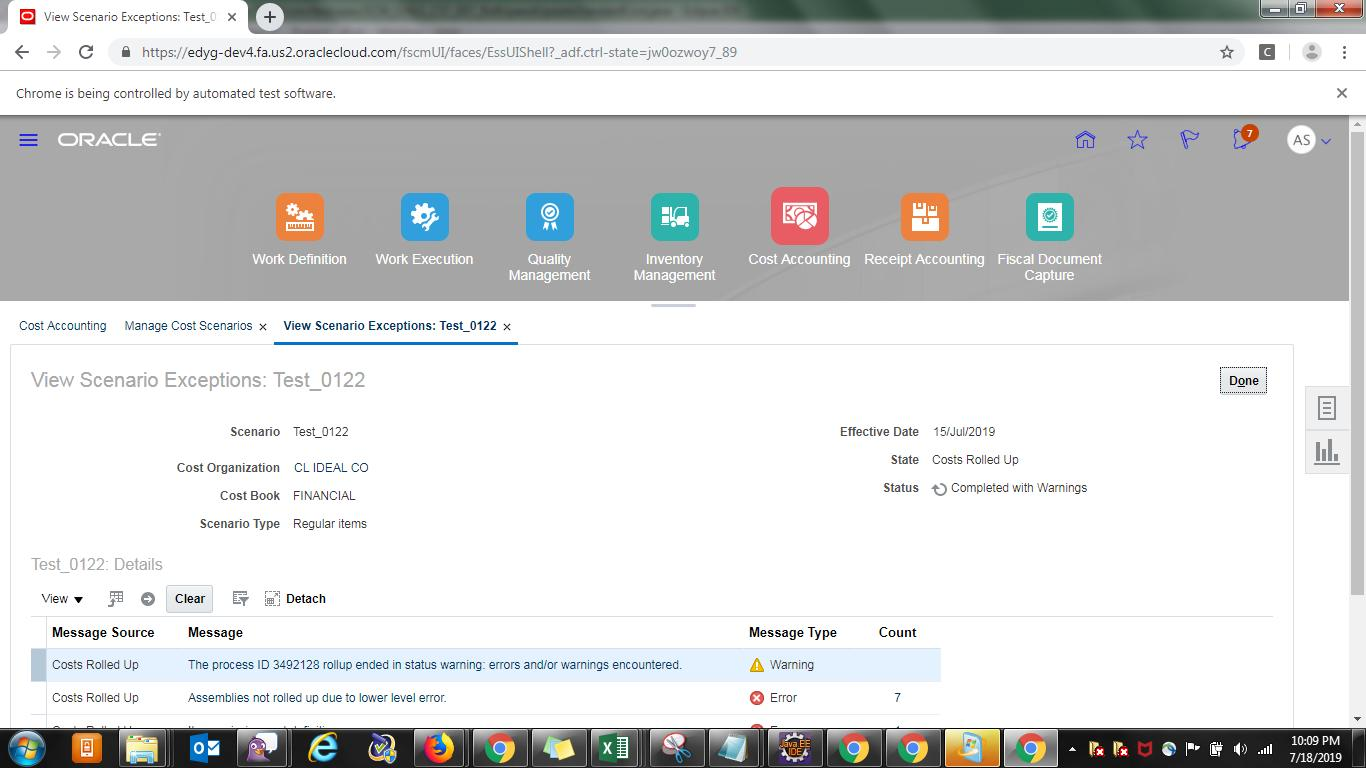 View Scenario Exceptions: Test_0
https://edyg-dev4.fa.us2.oraclecloud.com/fscmUI/faces/EssUIShell?_adf.ctrl-state=jw0ozwoy7_89
C
Chrome is being controlled by automated test software.
ORACLE
7
AS
Work Definition
Work Execution
Quality Management
Inventory Management
Cost Accounting
Receipt Accounting
Fiscal Document Capture
Cost Accounting Manage Cost Scenarios View Scenario Exceptions: Test_0122
View Scenario Exceptions: Test_0122
Done
Scenario Test_0122
Effective Date 15/Jul/2019
State Costs Rolled Up
Cost Organization CL IDEAL CO
Status Completed with Warnings
Cost Book FINANCIAL
Scenario Type Regular items
Test_0122: Details
View Clear Detach
Message Source Message Message Type Count
Costs Rolled Up The process ID 3492128 rollup ended in status warning: errors and/or warnings encountered. Warning
Costs Rolled Up Assemblies not rolled up due to lower level error. Error 7
Java EE
IDE
10:09 PM
7/18/2019